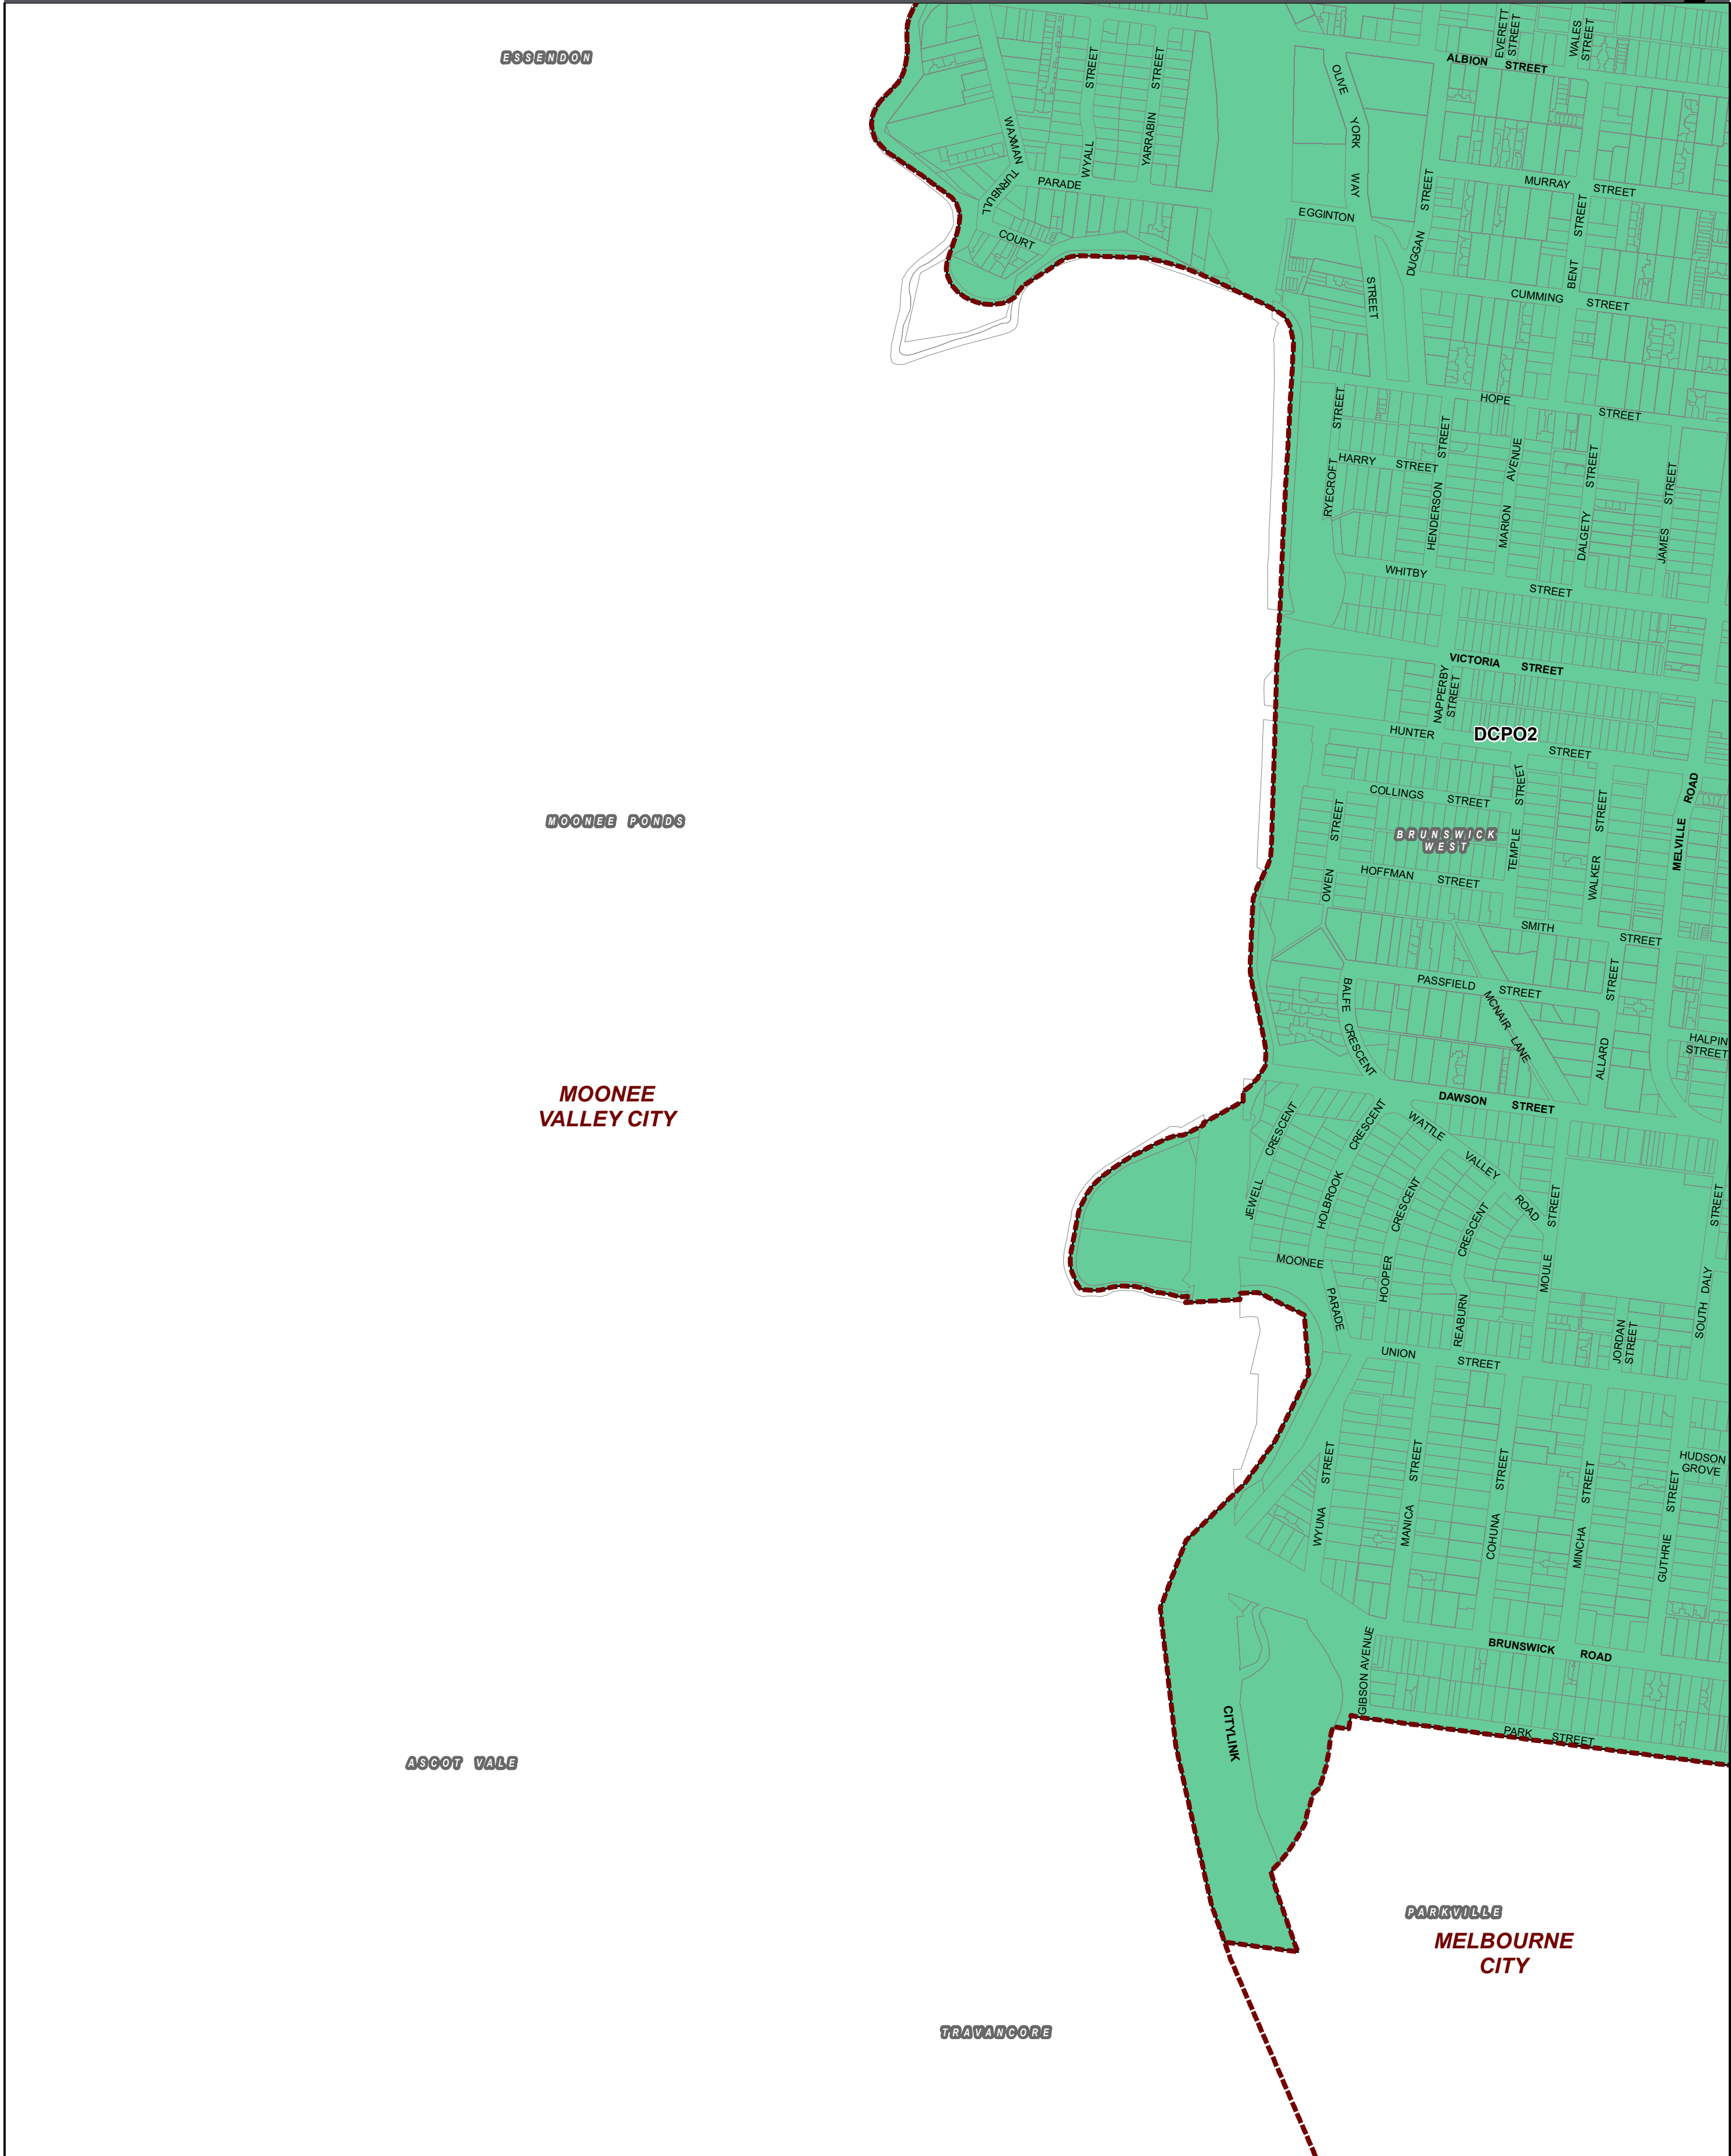 ESSENDON
EVERETT
STREET
WALES
STREET
ALBION STREET
OLIVE
YORK
WAY
WAXMAN
PARADE
TURNBULL
COURT
WYALL
STREET
YARRABIN
STREET
MURRAY STREET
EGGINTON
STREET
DUGGAN
STREET
BENT
STREET
CUMMING STREET
HOPE STREET
RYECROFT
STREET
HARRY STREET
HENDERSON
STREET
MARION
AVENUE
DALGETY
STREET
JAMES
STREET
WHITBY STREET
VICTORIA STREET
NAPPERBY
STREET
HUNTER STREET
DCPO2
MOONEE PONDS
COLLINGS STREET
BRUNSWICK
WEST
TEMPLE
STREET
WALKER
STREET
MELVILLE
ROAD
OWEN
STREET
HOFFMAN STREET
SMITH STREET
PASSFIELD STREET
BALFE
CRESCENT
MCNAIR LANE
ALLARD
STREET
HALPIN
STREET
MOONEE
VALLEY CITY
DAWSON STREET
JEWELL
CRESCENT
HOLBROOK
CRESCENT
WATTLE
VALLEY
ROAD
HOOPER
CRESCENT
REABURN
CRESCENT
MOULE
STREET
SOUTH DALY
STREET
MOONEE
PARADE
JORDAN
STREET
UNION STREET
WYUNA
STREET
MANICA
STREET
COHUNA
STREET
MINCHA
STREET
GUTHRIE
STREET
HUDSON
GROVE
GIBSON AVENUE
BRUNSWICK ROAD
PARK STREET
CITYLINK
ASCOT VALE
PARKVILLE
MELBOURNE
CITY
TRAVANCORE